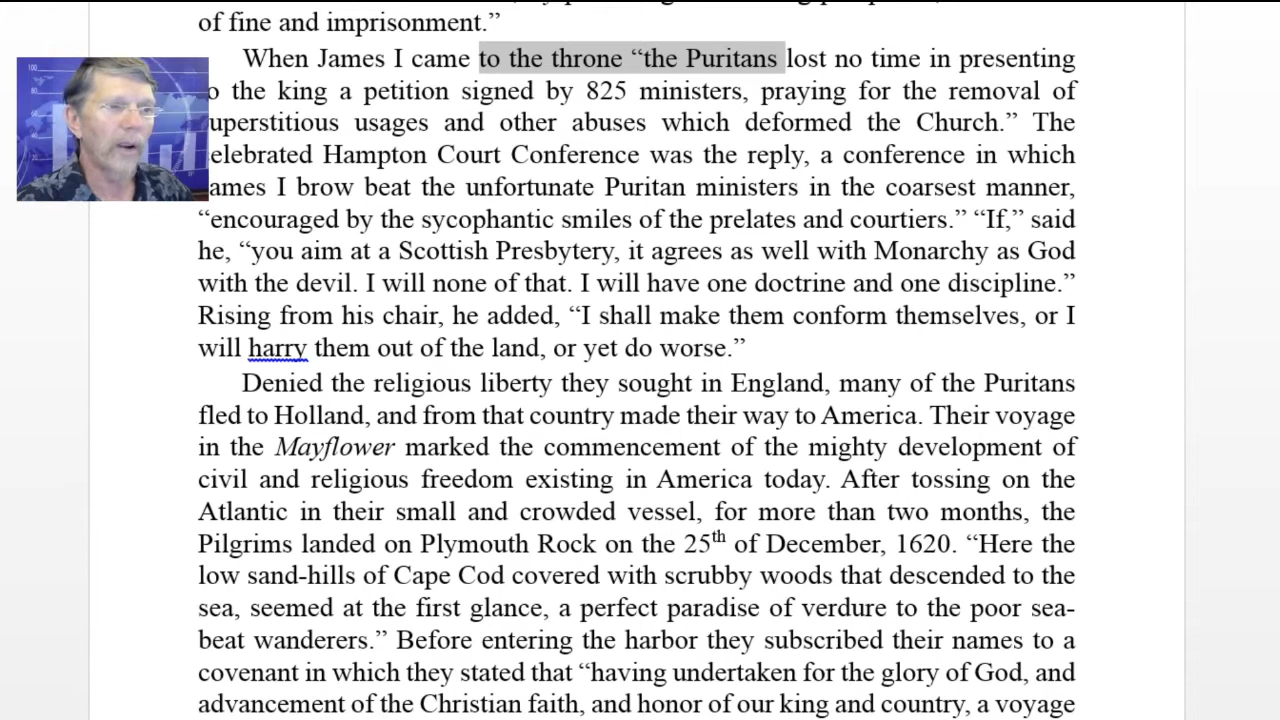 of fine and imprisonment.”
When James I came to the throne “the Puritans lost no time in presenting
the king a petition signed by 825 ministers, praying for the removal of
uperstitious usages and other abuses which deformed the Church.” The
elebrated Hampton Court Conference was the reply, a conference in which
ames I brow beat the unfortunate Puritan ministers in the coarsest manner,
“encouraged by the sycophantic smiles of the prelates and courtiers.” “If,” said
he, “you aim at a Scottish Presbytery, it agrees as well with Monarchy as God
with the devil. I will none of that. I will have one doctrine and one discipline.”
Rising from his chair, he added, “I shall make them conform themselves, or I
will harry them out of the land, or yet do worse.”
Denied the religious liberty they sought in England, many of the Puritans
fled to Holland, and from that country made their way to America. Their voyage
in the Mayflower marked the commencement of the mighty development of
civil and religious freedom existing in America today. After tossing on the
Atlantic in their small and crowded vessel, for more than two months, the
Pilgrims landed on Plymouth Rock on the 25th of December, 1620. “Here the
low sand-hills of Cape Cod covered with scrubby woods that descended to the
sea, seemed at the first glance, a perfect paradise of verdure to the poor sea-
beat wanderers.” Before entering the harbor they subscribed their names to a
covenant in which they stated that “having undertaken for the glory of God, and
advancement of the Christian faith, and honor of our king and country, a voyage